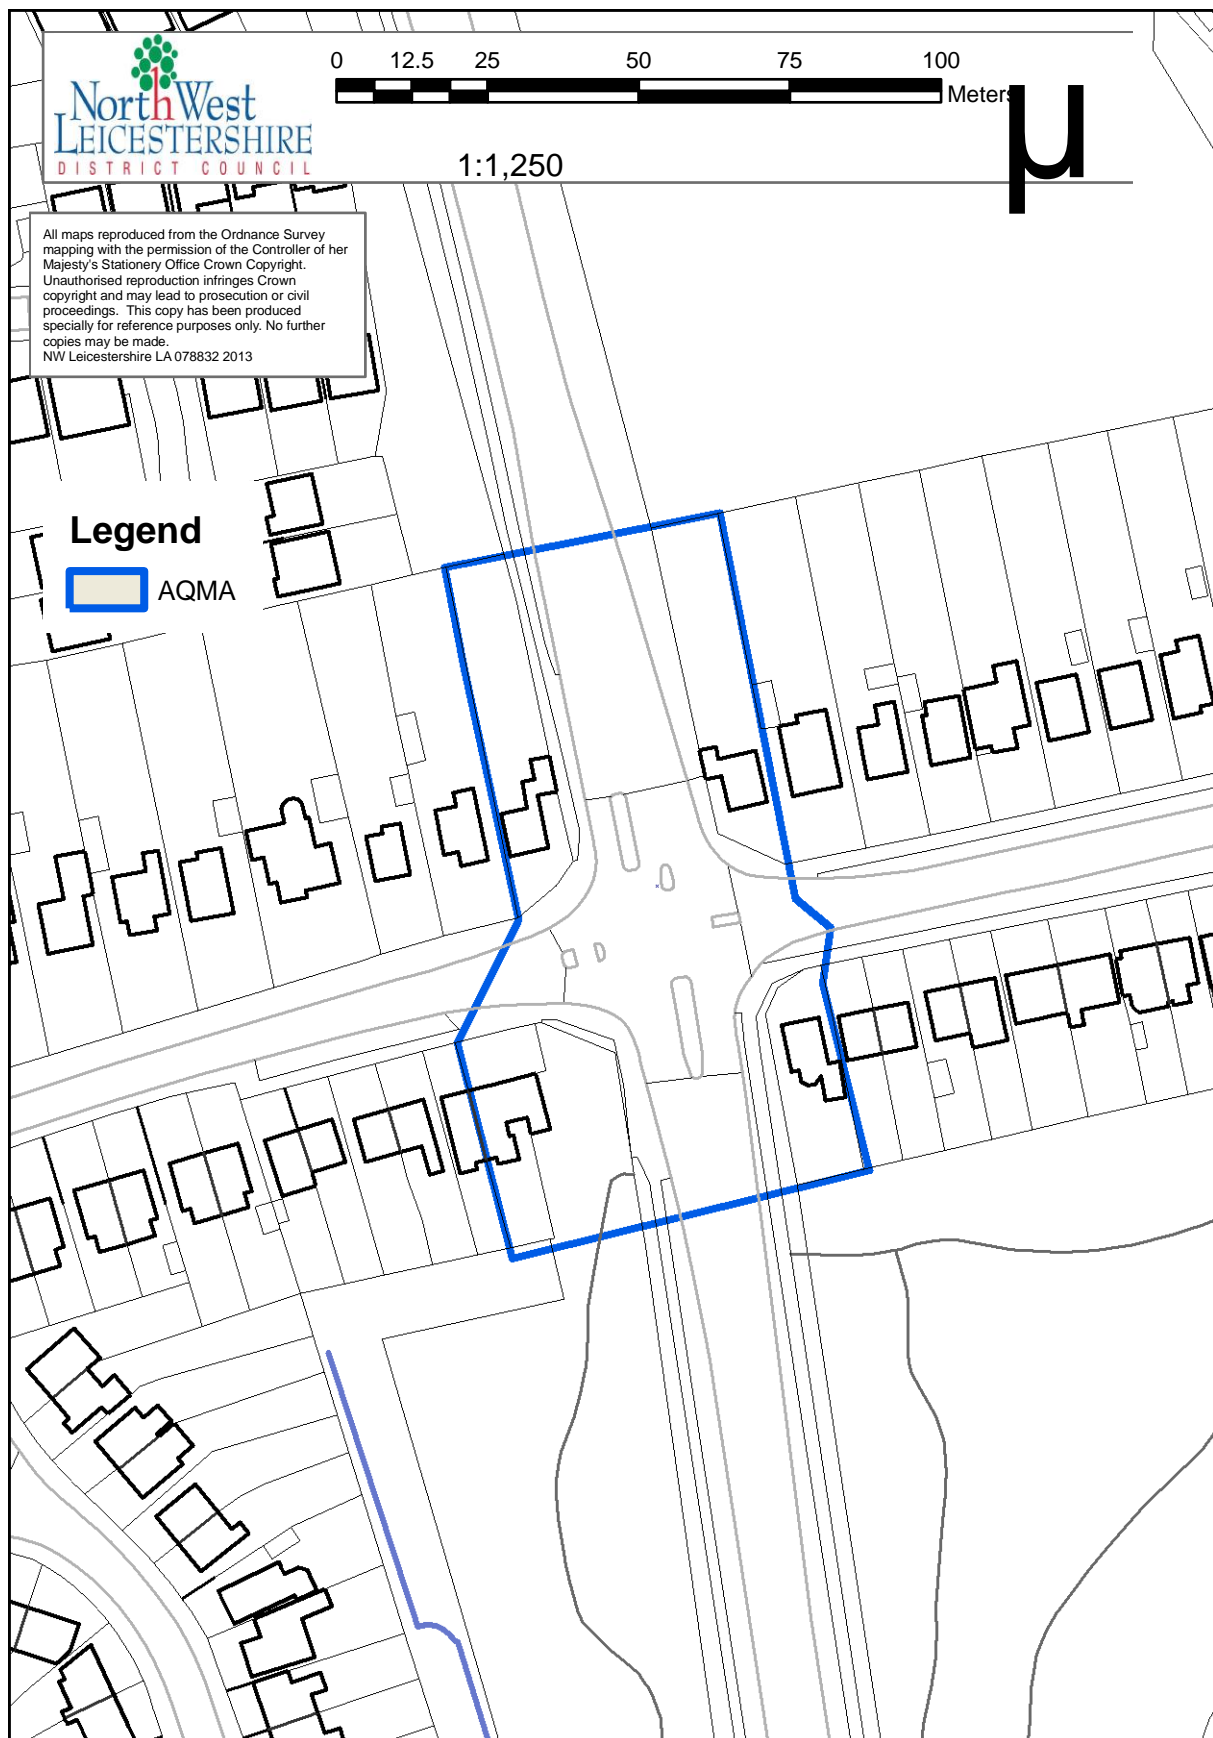 North West
LEICESTERSHIRE
DISTRICT COUNCIL
0 12.5 25 50 75 100
Meters
µ
1:1,250
All maps reproduced from the Ordnance Survey
mapping with the permission of the Controller of her
Majesty's Stationery Office Crown Copyright.
Unauthorised reproduction infringes Crown
copyright and may lead to prosecution or civil
proceedings. This copy has been produced
specially for reference purposes only. No further
copies may be made.
NW Leicestershire LA 078832 2013
Legend
AQMA